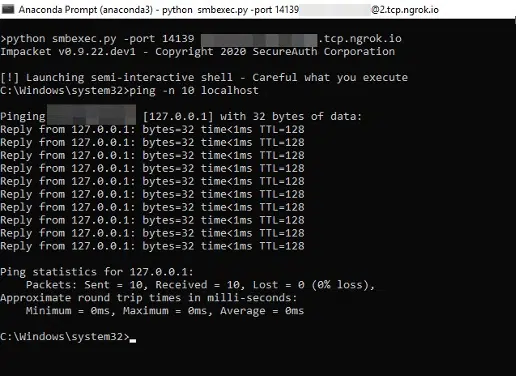 Anaconda Prompt (anaconda3) - python smbexec.py -port 14139 @2.tcp.ngrok.io
>python smbexec.py -port 14139 .tcp.ngrok.io
Impacket v0.9.22.dev1 - Copyright 2020 SecureAuth Corporation
[!] Launching semi-interactive shell - Careful what you execute
C:\Windows\system32>ping -n 10 localhost
Pinging [127.0.0.1] with 32 bytes of data:
Reply from 127.0.0.1: bytes=32 time<1ms TTL=128
Reply from 127.0.0.1: bytes=32 time<1ms TTL=128
Reply from 127.0.0.1: bytes=32 time<1ms TTL=128
Reply from 127.0.0.1: bytes=32 time<1ms TTL=128
Reply from 127.0.0.1: bytes=32 time<1ms TTL=128
Reply from 127.0.0.1: bytes=32 time<1ms TTL=128
Reply from 127.0.0.1: bytes=32 time<1ms TTL=128
Reply from 127.0.0.1: bytes=32 time<1ms TTL=128
Reply from 127.0.0.1: bytes=32 time<1ms TTL=128
Reply from 127.0.0.1: bytes=32 time<1ms TTL=128
Ping statistics for 127.0.0.1:
Packets: Sent = 10, Received = 10, Lost = 0 (0% loss),
Approximate round trip times in milli-seconds:
Minimum = 0ms, Maximum = 0ms, Average = 0ms
C:\Windows\system32>